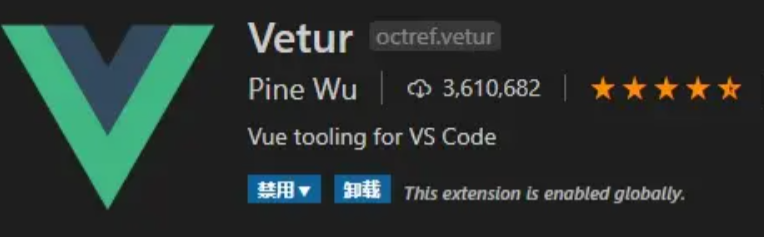 Vetur octref.vetur
Pine Wu 3,610,682
Vue tooling for VS Code
禁用 卸载 This extension is enabled globally.